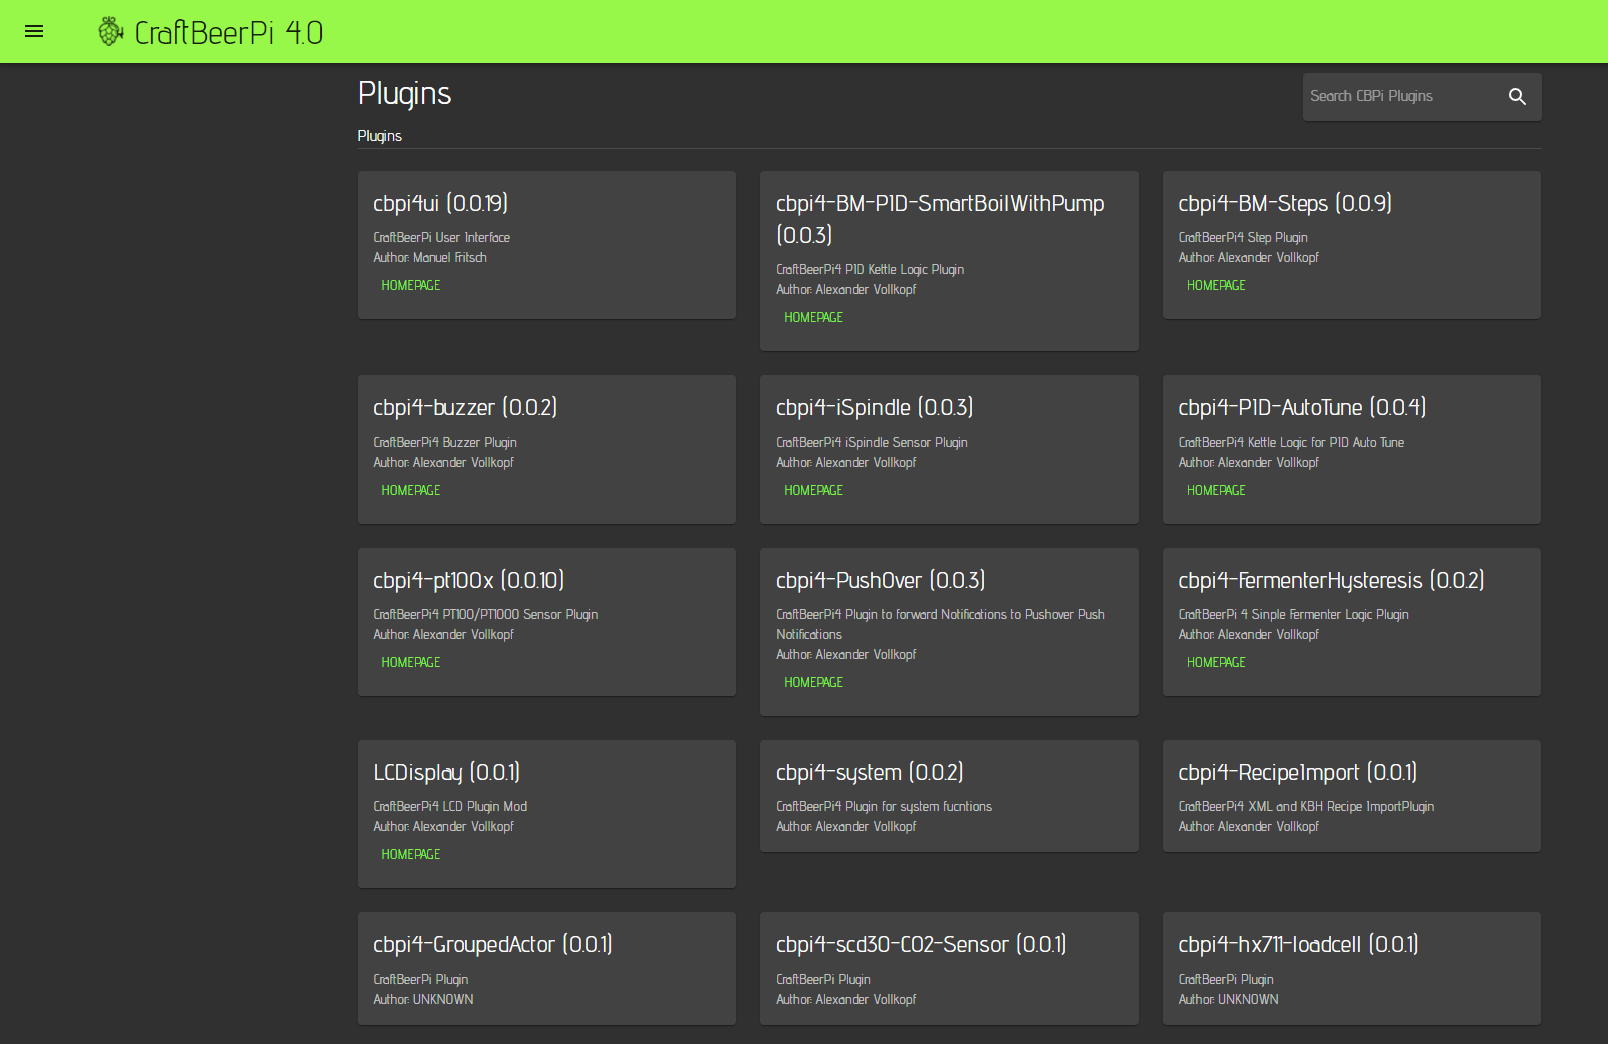 CraftBeerPi 4.0
Plugins
Search CBPi Plugins
Plugins
cbpi4ui (0.0.19)
CraftBeerPi User Interface
Author: Manuel Fritsch
HOMEPAGE
cbpi4-BM-PID-SmartBoilWithPump
(0.0.3)
CraftBeerPi4 PID Kettle Logic Plugin
Author: Alexander Vollkopf
HOMEPAGE
cbpi4-BM-Steps (0.0.9)
CraftBeerPi4 Step Plugin
Author: Alexander Vollkopf
HOMEPAGE
cbpi4-buzzer (0.0.2)
CraftBeerPi4 Buzzer Plugin
Author: Alexander Vollkopf
HOMEPAGE
cbpi4-iSpindle (0.0.3)
CraftBeerPi4 iSpindle Sensor Plugin
Author: Alexander Vollkopf
HOMEPAGE
cbpi4-PID-AutoTune (0.0.4)
CraftBeerPi4 Kettle Logic for PID Auto Tune
Author: Alexander Vollkopf
HOMEPAGE
cbpi4-pt100x (0.0.10)
CraftBeerPi4 PT100/PT1000 Sensor Plugin
Author: Alexander Vollkopf
HOMEPAGE
cbpi4-PushOver (0.0.3)
CraftBeerPi4 Plugin to forward Notifications to Pushover Push
Notifications
Author: Alexander Vollkopf
HOMEPAGE
cbpi4-FermenterHysteresis (0.0.2)
CraftBeerPi 4 Sinple Fermenter Logic Plugin
Author: Alexander Vollkopf
HOMEPAGE
LCDisplay (0.0.1)
CraftBeerPi4 LCD Plugin Mod
Author: Alexander Vollkopf
HOMEPAGE
cbpi4-system (0.0.2)
CraftBeerPi4 Plugin for system fucntions
Author: Alexander Vollkopf
cbpi4-RecipeImport (0.0.1)
CraftBeerPi4 XML and KBH Recipe ImportPlugin
Author: Alexander Vollkopf
cbpi4-GroupedActor (0.0.1)
CraftBeerPi Plugin
Author: UNKNOWN
cbpi4-scd30-CO2-Sensor (0.0.1)
CraftBeerPi Plugin
Author: Alexander Vollkopf
cbpi4-hx711-loadcell (0.0.1)
CraftBeerPi Plugin
Author: UNKNOWN